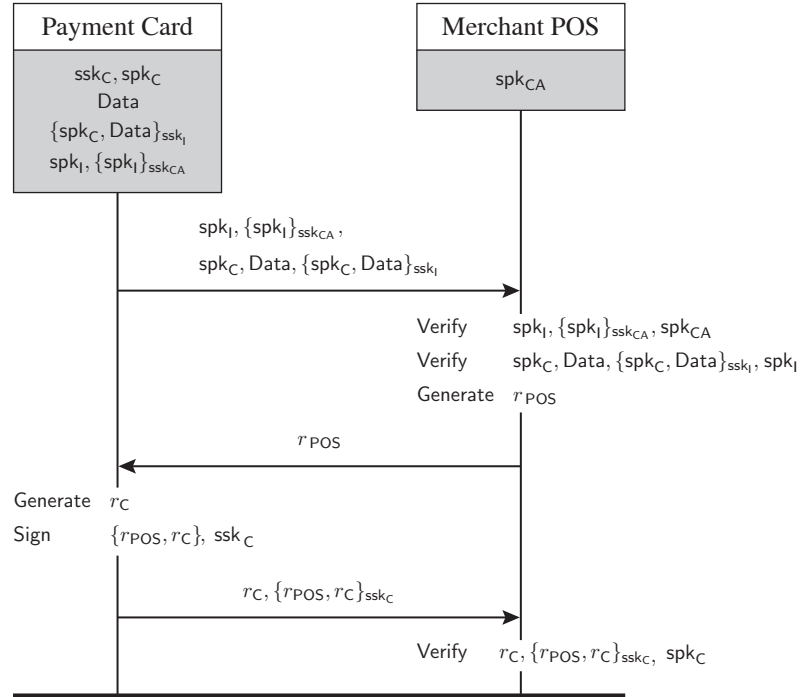 Payment Card
Merchant POS
ssk_C, spk_C
Data
{spk_C, Data}_ssk_I
spk_I, {spk_I}_ssk_CA
spk_CA
spk_I, {spk_I}_ssk_CA,
spk_C, Data, {spk_C, Data}_ssk_I
Verify spk_I, {spk_I}_ssk_CA, spk_CA
Verify spk_C, Data, {spk_C, Data}_ssk_I, spk_I
Generate r_POS
r_POS
Generate r_C
Sign {r_POS, r_C}, ssk_C
r_C, {r_POS, r_C}_ssk_C
Verify r_C, {r_POS, r_C}_ssk_C, spk_C